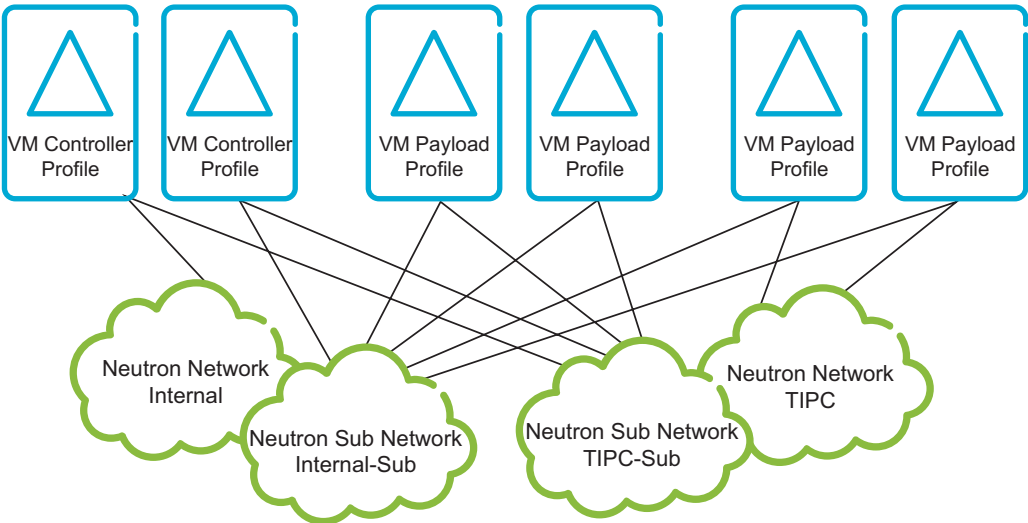 VM Controller
Profile
VM Controller
Profile
VM Payload
Profile
VM Payload
Profile
VM Payload
Profile
VM Payload
Profile
Neutron Network
Internal
Neutron Sub Network
Internal-Sub
Neutron Sub Network
TIPC-Sub
Neutron Network
TIPC